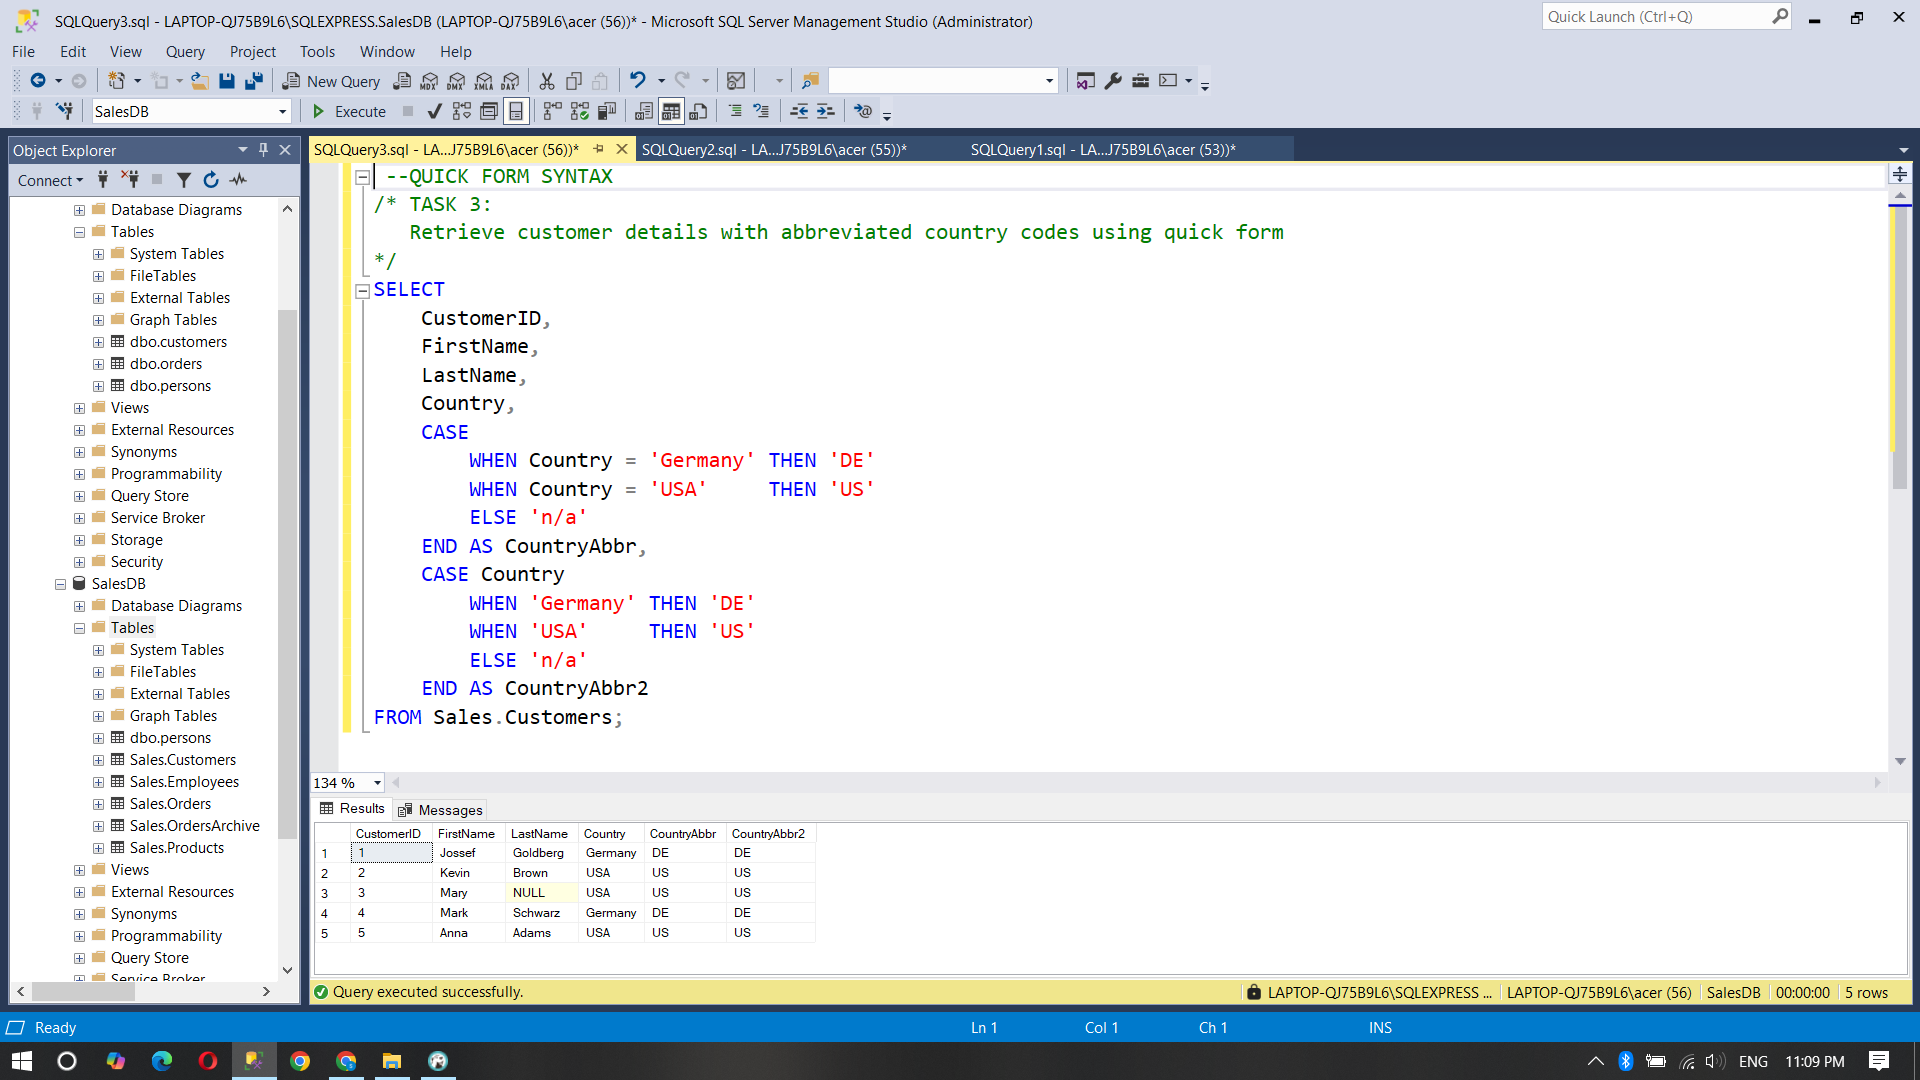 SQLQuery3.sql - LAPTOP-QJ75B9L6\SQLEXPRESS.SalesDB (LAPTOP-QJ75B9L6\acer (56))* - Microsoft SQL Server Management Studio (Administrator)
Quick Launch (Ctrl+Q)
File Edit View Query Project Tools Window Help
New Query MDX DMX XMLA DAX
SalesDB Execute
Object Explorer
SQLQuery3.sql - LA...J75B9L6\acer (56))* SQLQuery2.sql - LA...J75B9L6\acer (55))* SQLQuery1.sql - LA...J75B9L6\acer (53))*
Connect
Database Diagrams
Tables
System Tables
FileTables
External Tables
Graph Tables
dbo.customers
dbo.orders
dbo.persons
Views
External Resources
Synonyms
Programmability
Query Store
Service Broker
Storage
Security
SalesDB
Database Diagrams
Tables
System Tables
FileTables
External Tables
Graph Tables
dbo.persons
Sales.Customers
Sales.Employees
Sales.Orders
Sales.OrdersArchive
Sales.Products
Views
External Resources
Synonyms
Programmability
Query Store
Service Broker
--QUICK FORM SYNTAX
/* TASK 3:
Retrieve customer details with abbreviated country codes using quick form
*/
SELECT
CustomerID,
FirstName,
LastName,
Country,
CASE
WHEN Country = 'Germany' THEN 'DE'
WHEN Country = 'USA' THEN 'US'
ELSE 'n/a'
END AS CountryAbbr,
CASE Country
WHEN 'Germany' THEN 'DE'
WHEN 'USA' THEN 'US'
ELSE 'n/a'
END AS CountryAbbr2
FROM Sales.Customers;
134 %
Results Messages
CustomerID FirstName LastName Country CountryAbbr CountryAbbr2
1 1 Jossef Goldberg Germany DE DE
2 2 Kevin Brown USA US US
3 3 Mary NULL USA US US
4 4 Mark Schwarz Germany DE DE
5 5 Anna Adams USA US US
Query executed successfully. LAPTOP-QJ75B9L6\SQLEXPRESS ... LAPTOP-QJ75B9L6\acer (56) SalesDB 00:00:00 5 rows
Ready Ln 1 Col 1 Ch 1 INS
ENG 11:09 PM